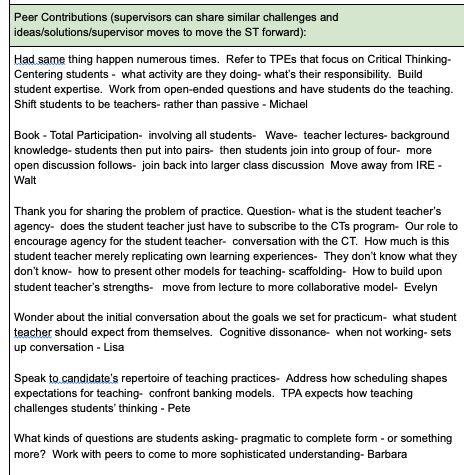 Peer Contributions (supervisors can share similar challenges and
ideas/solutions/supervisor moves to move the ST forward):
Had same thing happen numerous times.  Refer to TPEs that focus on Critical Thinking-
Centering students -  what activity are they doing- what's their responsibility.  Build
student expertise.  Work from open-ended questions and have students do the teaching.
Shift students to be teachers- rather than passive - Michael
Book - Total Participation-  involving all students-   Wave-  teacher lectures- background
knowledge- students then put into pairs-  then students join into group of four-  more
open discussion follows-  join back into larger class discussion  Move away from IRE -
Walt
Thank you for sharing the problem of practice. Question- what is the student teacher's
agency-  does the student teacher just have to subscribe to the CTs program-  Our role to
encourage agency for the student teacher-  conversation with the CT.  How much is this
student teacher merely replicating own learning experiences-  They don't know what they
don't know-  how to present other models for teaching- scaffolding-  How to build upon
student teacher's strengths-   move from lecture to more collaborative model-  Evelyn
Wonder about the initial conversation about the goals we set for practicum-  what student
teacher should expect from themselves.  Cognitive dissonance-  when not working- sets
up conversation - Lisa
Speak to candidate's repertoire of teaching practices-  Address how scheduling shapes
expectations for teaching-  confront banking models.  TPA expects how teaching
challenges students' thinking - Pete
What kinds of questions are students asking- pragmatic to complete form - or something
more?  Work with peers to come to more sophisticated understanding- Barbara